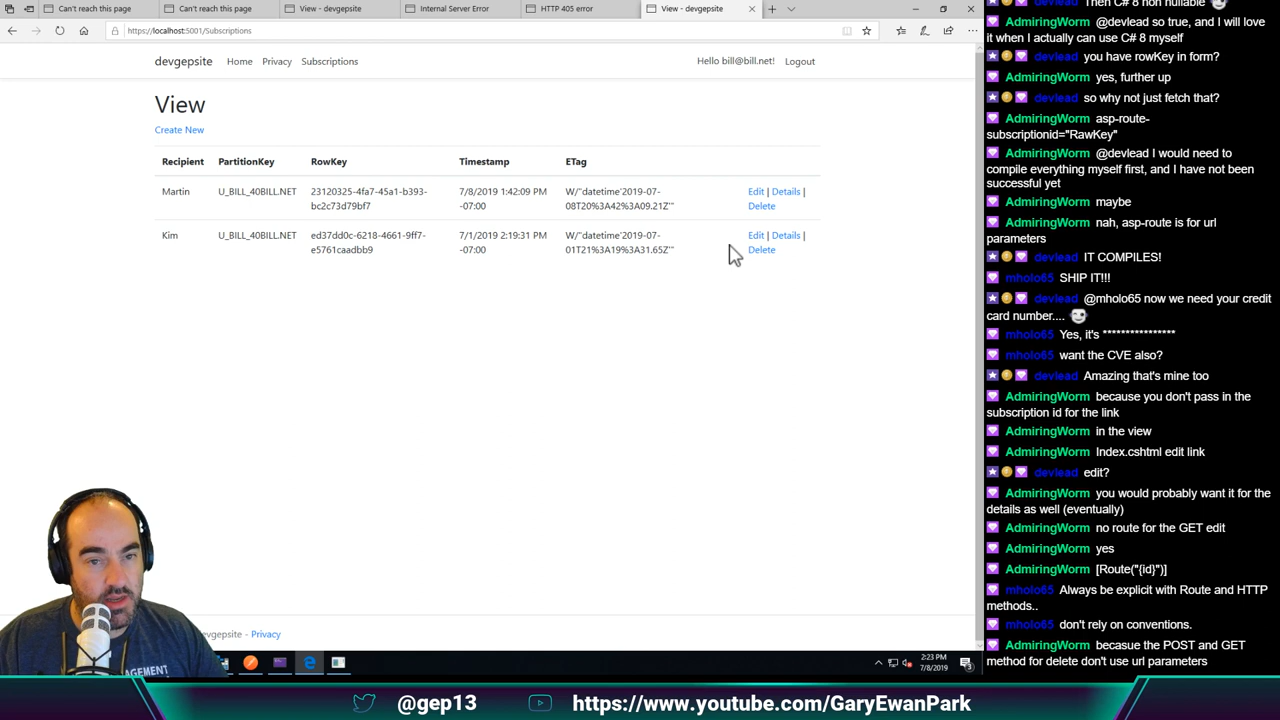 Can't reach this page
Can't reach this page
View - devgepsite
Internal Server Error
HTTP 405 error
View - devgepsite
https://localhost:5001/Subscriptions
devgepsite Home Privacy Subscriptions Hello bill@bill.net! Logout
View
Create New
Recipient PartitionKey RowKey Timestamp ETag
Martin U_BILL_40BILL.NET 23120325-4fa7-45a1-b393- 7/8/2019 1:42:09 PM W/"datetime'2019-07- Edit | Details |
bc2c73d79bf7 -07:00 08T20%3A42%3A09.21Z'" Delete
Kim U_BILL_40BILL.NET ed37dd0c-6218-4661-9ff7- 7/1/2019 2:19:31 PM W/"datetime'2019-07- Edit | Details |
e5761caadbb9 -07:00 01T21%3A19%3A31.65Z'" Delete
evgepsite - Privacy
EMENT
2:23 PM
7/8/2019
3
@gep13
https://www.youtube.com/GaryEwanPark
devlead Then C# 8 non nullable
AdmiringWorm @devlead so true, and I will love
it when I actually can use C# 8 myself
devlead you have rowKey in form?
AdmiringWorm yes, further up
devlead so why not just fetch that?
AdmiringWorm asp-route-
subscriptionid="RawKey"
AdmiringWorm @devlead I would need to
compile everything myself first, and I have not been
successful yet
AdmiringWorm maybe
AdmiringWorm nah, asp-route is for url
parameters
devlead IT COMPILES!
mholo65 SHIP IT!!!
devlead @mholo65 now we need your credit
card number....
mholo65 Yes, it's ****************
mholo65 want the CVE also?
devlead Amazing that's mine too
AdmiringWorm because you don't pass in the
subscription id for the link
AdmiringWorm in the view
AdmiringWorm Index.cshtml edit link
devlead edit?
AdmiringWorm you would probably want it for the
details as well (eventually)
AdmiringWorm no route for the GET edit
AdmiringWorm yes
AdmiringWorm [Route("{id}")]
mholo65 Always be explicit with Route and HTTP
methods..
mholo65 don't rely on conventions.
AdmiringWorm becasue the POST and GET
method for delete don't use url parameters